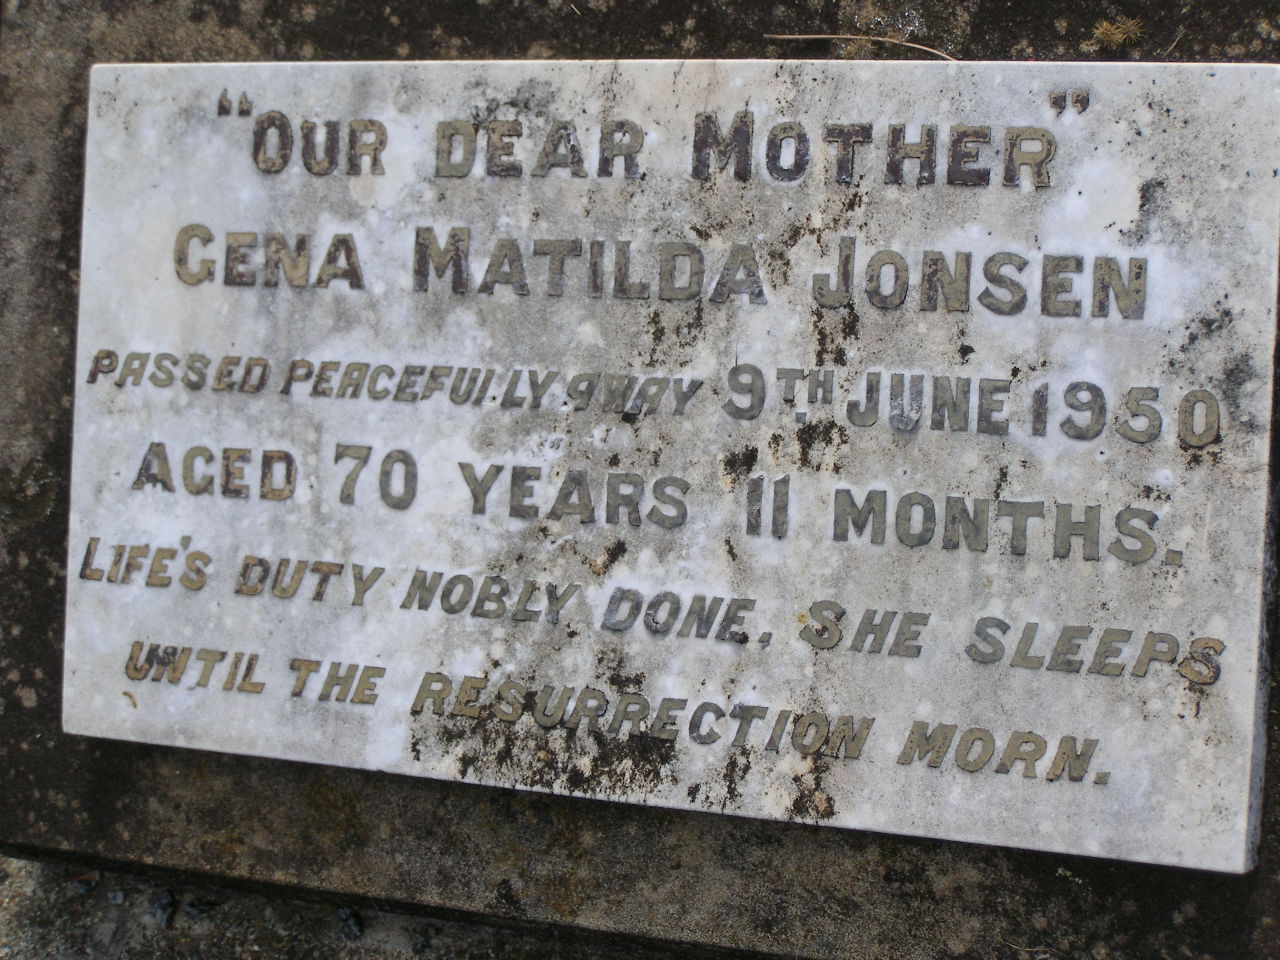 “OUR DEAR MOTHER”
GENA MATILDA JONSEN
PASSED PEACEFULLY AWAY 9TH JUNE 1950
AGED 70 YEARS 11 MONTHS.
LIFE'S DUTY NOBLY DONE, SHE SLEEPS
UNTIL THE RESURRECTION MORN.